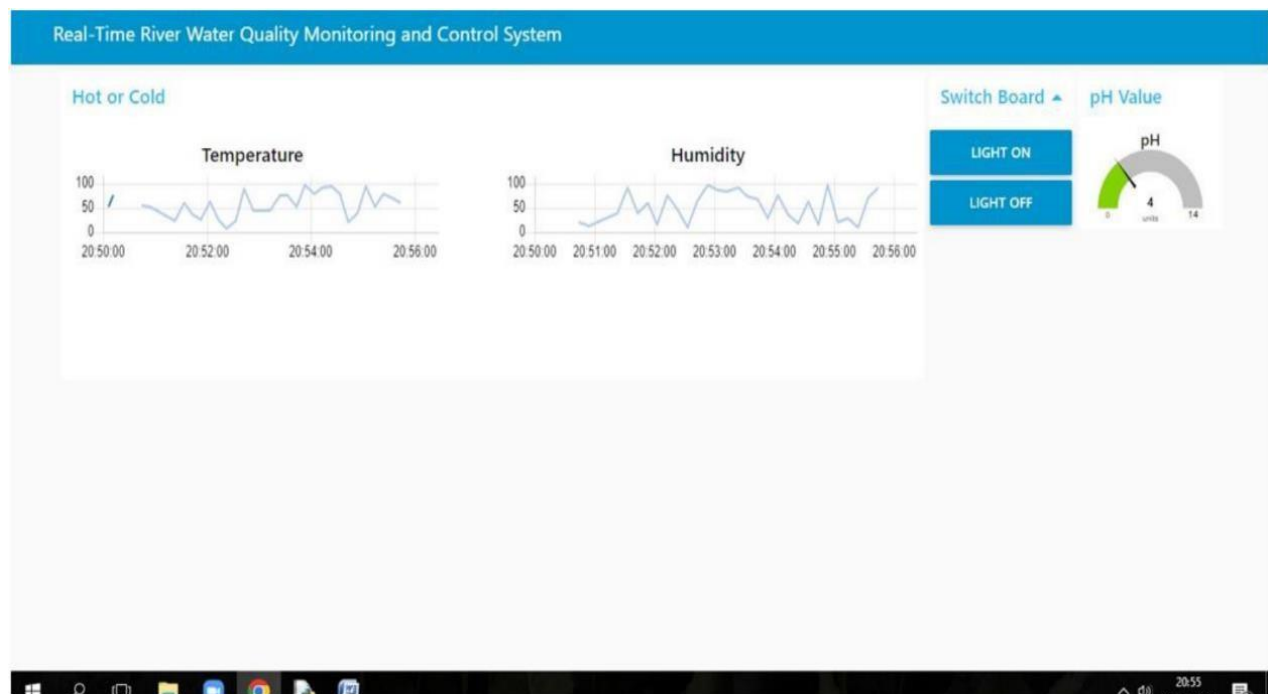 Real-Time River Water Quality Monitoring and Control System
Hot or Cold
Switch Board
pH Value
Temperature
100
50
0
20:50:00 20:52:00 20:54:00 20:56:00
Humidity
100
50
0
20:50:00 20:51:00 20:52:00 20:53:00 20:54:00 20:55:00 20:56:00
LIGHT ON
LIGHT OFF
pH
4
units
0 14
20:55